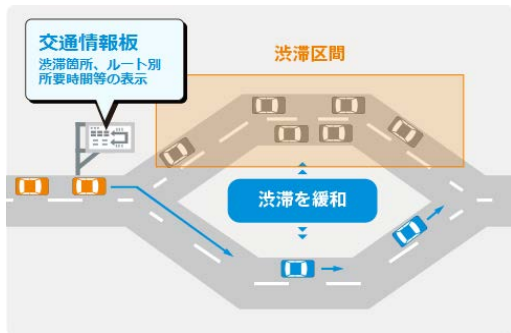 交通情報板
渋滞箇所、ルート別
所要時間等の表示
渋滞区間
渋滞を緩和